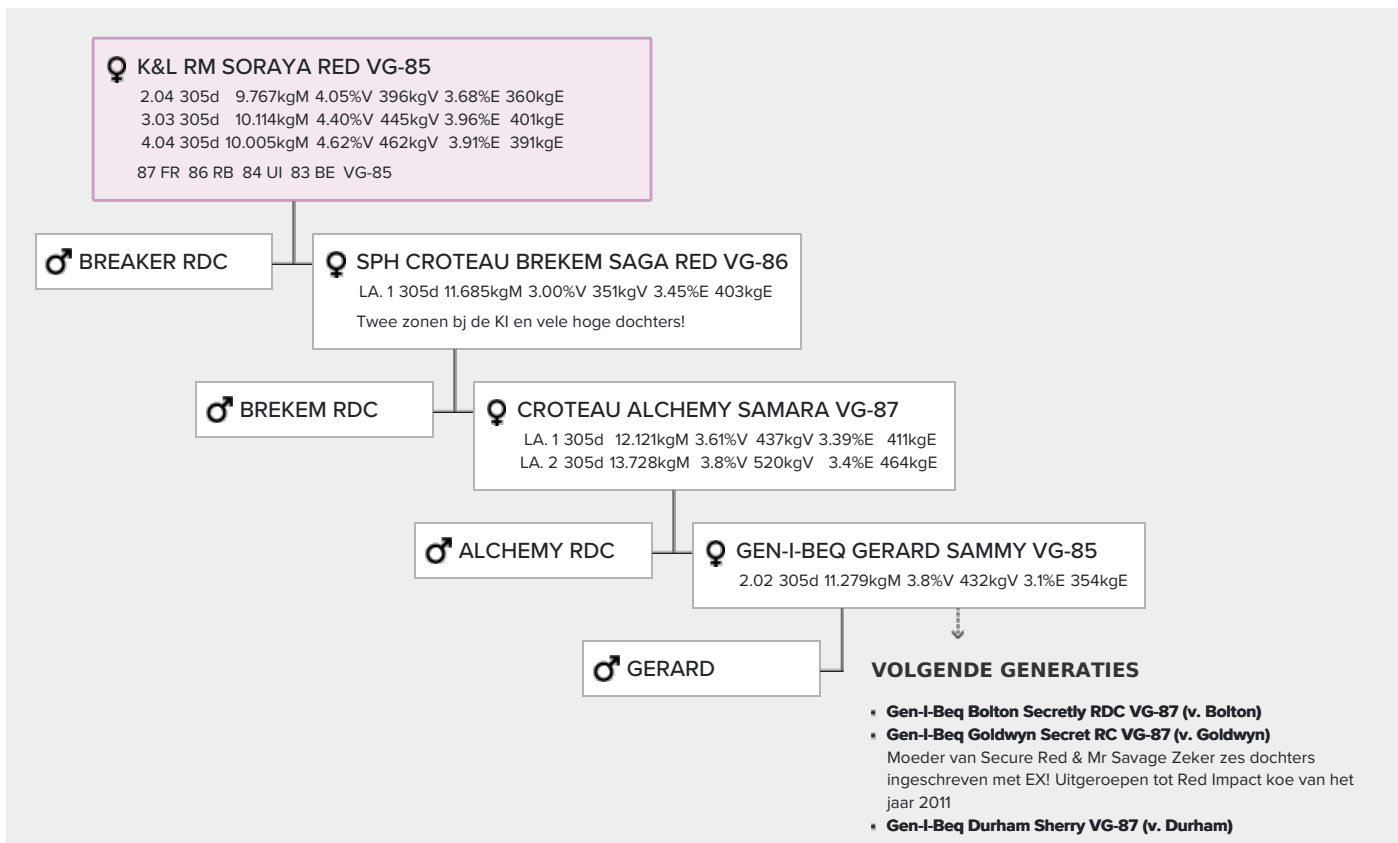 K&L RM SORAYA RED VG-85
2.04 305d 9.767kgM 4.05%V 396kgV 3.68%E 360kgE
3.03 305d 10.114kgM 4.40%V 445kgV 3.96%E 401kgE
4.04 305d 10.005kgM 4.62%V 462kgV 3.91%E 391kgE
87 FR 86 RB 84 UI 83 BE VG-85
BREAKER RDC
SPH CROTEAU BREKEM SAGA RED VG-86
LA. 1 305d 11.685kgM 3.00%V 351kgV 3.45%E 403kgE
Twee zonen bj de KI en vele hoge dochters!
BREKEM RDC
CROTEAU ALCHEMY SAMARA VG-87
LA. 1 305d 12.121kgM 3.61%V 437kgV 3.39%E 411kgE
LA. 2 305d 13.728kgM 3.8%V 520kgV 3.4%E 464kgE
ALCHEMY RDC
GEN-I-BEQ GERARD SAMMY VG-85
2.02 305d 11.279kgM 3.8%V 432kgV 3.1%E 354kgE
GERARD
VOLGENDE GENERATIES
Gen-I-Beq Bolton Secretly RDC VG-87 (v. Bolton)
Gen-I-Beq Goldwyn Secret RC VG-87 (v. Goldwyn)
Moeder van Secure Red & Mr Savage Zeker zes dochters
ingeschreven met EX! Uitgeroepen tot Red Impact koe van het
jaar 2011
Gen-I-Beq Durham Sherry VG-87 (v. Durham)